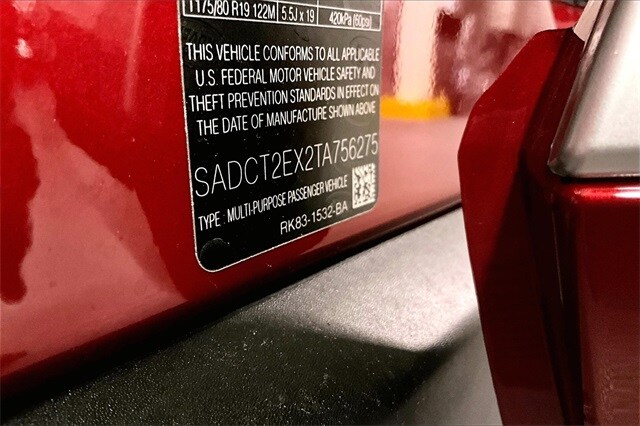 T175/80 R19 122M 5.5J x 19 420kPa (60psi)
THIS VEHICLE CONFORMS TO ALL APPLICABLE
U.S. FEDERAL MOTOR VEHICLE SAFETY AND
THEFT PREVENTION STANDARDS IN EFFECT ON
THE DATE OF MANUFACTURE SHOWN ABOVE
SADCT2EX2TA756275
TYPE : MULTI-PURPOSE PASSENGER VEHICLE
RK83-1532-BA